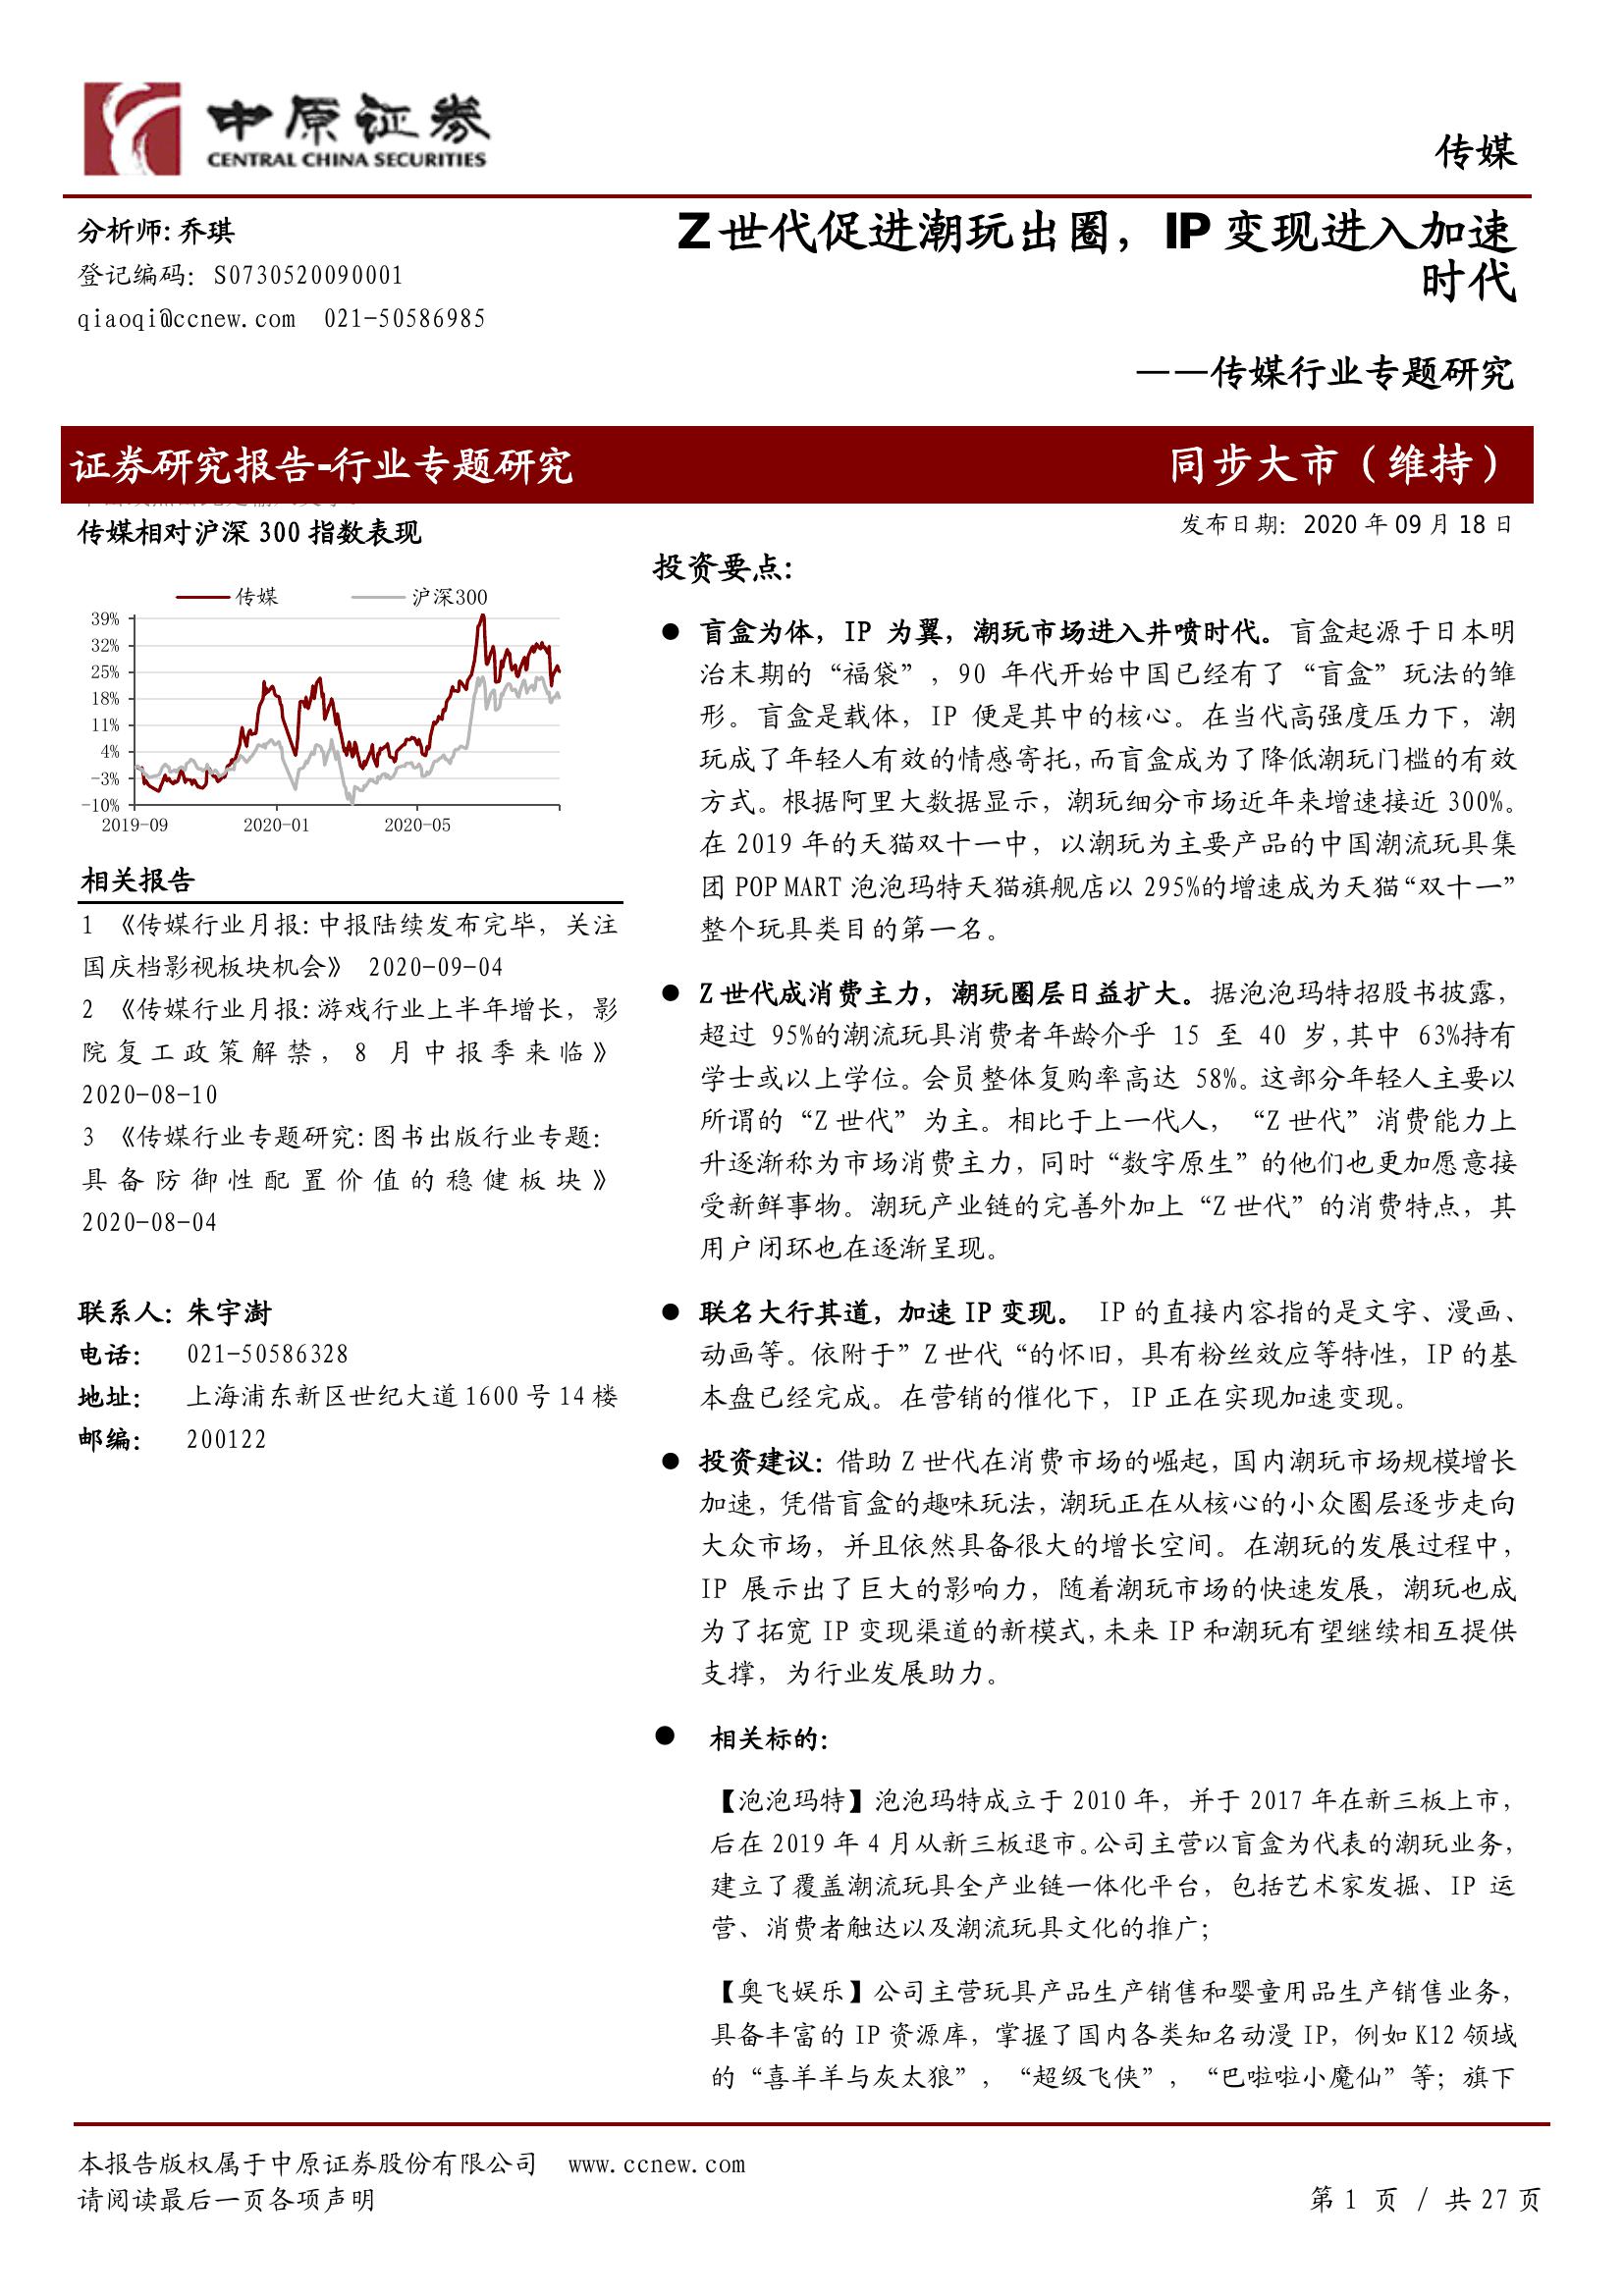 中原证券
CENTRAL CHINA SECURITIES
传媒
分析师:乔琪
登记编码：S0730520090001
qiaoqi@ccnew.com 021-50586985
Z世代促进潮玩出圈，IP变现进入加速
时代
——传媒行业专题研究
证券研究报告-行业专题研究
同步大市（维持）
传媒相对沪深 300 指数表现
传媒
沪深300
39%
32%
25%
18%
11%
4%
-3%
-10%
2019-09
2020-01
2020-05
相关报告
1 《传媒行业月报:中报陆续发布完毕，关注
国庆档影视板块机会》 2020-09-04
2 《传媒行业月报:游戏行业上半年增长，影
院复工政策解禁，8 月中报季来临》
2020-08-10
3 《传媒行业专题研究:图书出版行业专题：
具备防御性配置价值的稳健板块》
2020-08-04
联系人：朱宇澍
电话： 021-50586328
地址： 上海浦东新区世纪大道1600号14楼
邮编： 200122
发布日期：2020年09月18日
投资要点：
● 盲盒为体，IP 为翼，潮玩市场进入井喷时代。盲盒起源于日本明
治末期的“福袋”，90 年代开始中国已经有了“盲盒”玩法的雏
形。盲盒是载体，IP 便是其中的核心。在当代高强度压力下，潮
玩成了年轻人有效的情感寄托,而盲盒成为了降低潮玩门槛的有效
方式。根据阿里大数据显示，潮玩细分市场近年来增速接近300%。
在 2019 年的天猫双十一中，以潮玩为主要产品的中国潮流玩具集
团POP MART泡泡玛特天猫旗舰店以295%的增速成为天猫“双十一”
整个玩具类目的第一名。
● Z世代成消费主力，潮玩圈层日益扩大。据泡泡玛特招股书披露，
超过 95%的潮流玩具消费者年龄介乎 15 至 40 岁,其中 63%持有
学士或以上学位。会员整体复购率高达 58%。这部分年轻人主要以
所谓的“Z世代”为主。相比于上一代人，“Z世代”消费能力上
升逐渐称为市场消费主力，同时“数字原生”的他们也更加愿意接
受新鲜事物。潮玩产业链的完善外加上“Z世代”的消费特点，其
用户闭环也在逐渐呈现。
● 联名大行其道，加速 IP 变现。 IP的直接内容指的是文字、漫画、
动画等。依附于”Z世代“的怀旧，具有粉丝效应等特性，IP的基
本盘已经完成。在营销的催化下，IP正在实现加速变现。
● 投资建议：借助 Z 世代在消费市场的崛起,国内潮玩市场规模增长
加速，凭借盲盒的趣味玩法，潮玩正在从核心的小众圈层逐步走向
大众市场，并且依然具备很大的增长空间。在潮玩的发展过程中，
IP 展示出了巨大的影响力，随着潮玩市场的快速发展，潮玩也成
为了拓宽 IP 变现渠道的新模式,未来 IP 和潮玩有望继续相互提供
支撑，为行业发展助力。
● 相关标的：
【泡泡玛特】泡泡玛特成立于2010年，并于2017年在新三板上市，
后在2019年4月从新三板退市。公司主营以盲盒为代表的潮玩业务，
建立了覆盖潮流玩具全产业链一体化平台，包括艺术家发掘、IP 运
营、消费者触达以及潮流玩具文化的推广；
【奥飞娱乐】公司主营玩具产品生产销售和婴童用品生产销售业务，
具备丰富的 IP 资源库，掌握了国内各类知名动漫 IP，例如K12 领域
的“喜羊羊与灰太狼”，“超级飞侠”，“巴啦啦小魔仙”等；旗下
本报告版权属于中原证券股份有限公司 www.ccnew.com
请阅读最后一页各项声明
第 1 页 / 共 27 页